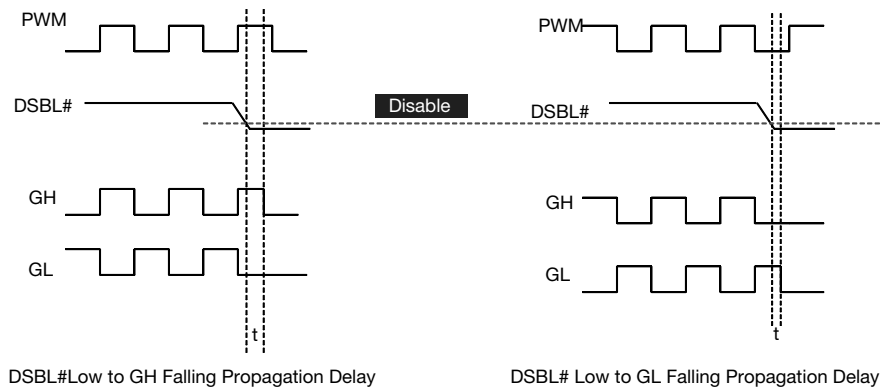 PWM
DSBL#
GH
GL
t
DSBL#Low to GH Falling Propagation Delay
Disable
PWM
DSBL#
GH
GL
t
DSBL# Low to GL Falling Propagation Delay